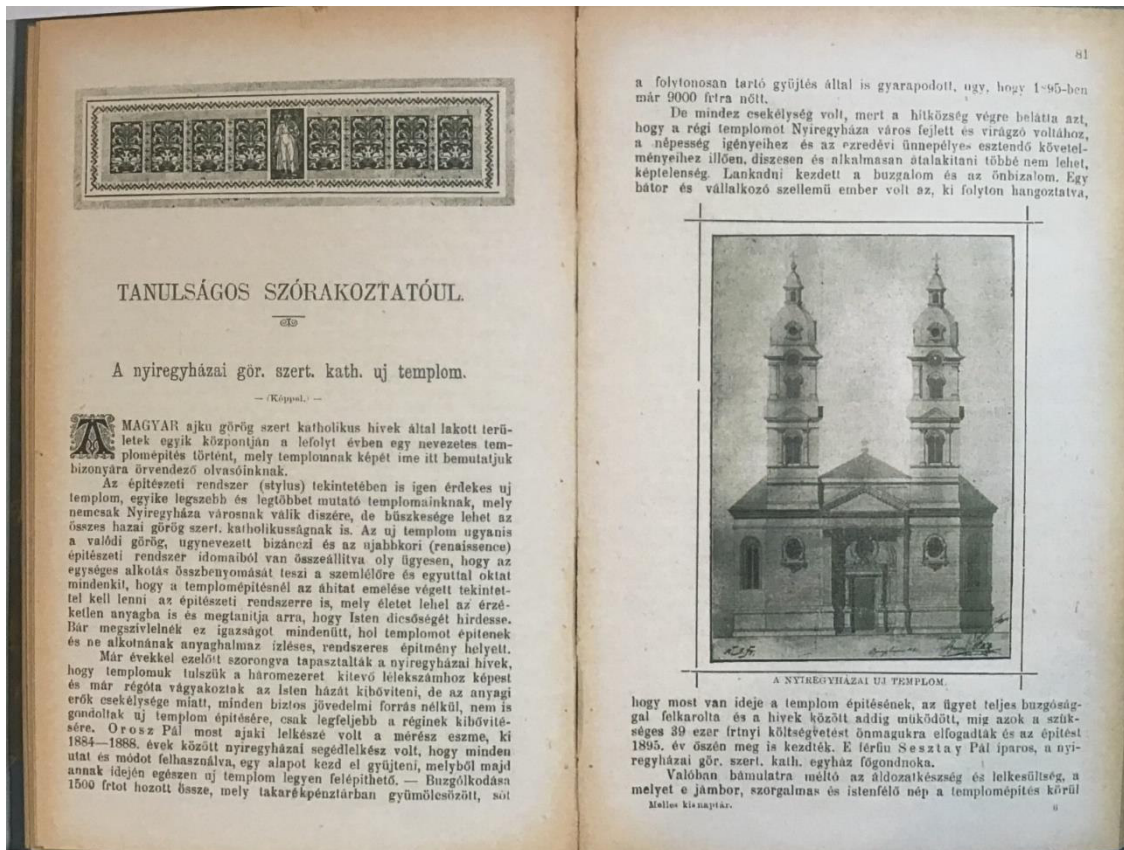 TANULSÁGOS SZÓRAKOZTATÓUL.
A nyiregyházai gör. szert. kath. uj templom.
— (Képpel.) —
A MAGYAR ajku görög szert katholikus hivek által lakott terü-
letek egyik központján a lefolyt évben egy nevezetes tem-
plomépités történt, mely templomnak képét ime itt bemutatjuk
bizonyára örvendező olvasóinknak.
Az épitészeti rendszer (stylus) tekintetében is igen érdekes uj
templom, egyike legszebb és legtöbbet mutató templomainknak, mely
nemcsak Nyiregyháza városnak válik diszére, de büszkesége lehet az
összes hazai görög szert. katholikusságnak is. Az uj templom ugyanis
a valódi görög, ugynevezett bizánczi és az ujabbkori (renaissence)
épitészeti rendszer idomaiból van összeállitva oly ügyesen, hogy az
egységes alkotás összbenyomását teszi a szemlélőre és egyuttal oktat
mindenkit, hogy a templomépitésnél az áhitat emelése végett tekintet-
tel kell lenni az épitészeti rendszerre is, mely életet lehel az érzé-
ketlen anyagba is és megtanitja arra, hogy Isten dicsőségét hirdesse.
Bár megszivlelnék ez igazságot mindenütt, hol templomot épitenek
és ne alkotnának anyaghalmaz izléses, rendszeres épitmény helyett.
Már évekkel ezelőtt szorongva tapasztalták a nyiregyházai hivek,
hogy templomuk tulszük a háromezeret kitevő lélekszámhoz képest
és már régóta vágyakoztak az Isten házát kibőviteni, de az anyagi
erők csekélysége miatt, minden biztos jövedelmi forrás nélkül, nem is
gondoltak uj templom épitésére, csak legfeljebb a réginek kibővité-
sére. Orosz Pál most ajaki lelkészé volt a mérész eszme, ki
1884—1888. évek között nyiregyházai segédlelkész volt, hogy minden
utat és módot felhasználva, egy alapot kezd el gyüjteni, melyből majd
annak idején egészen uj templom legyen felépithető. — Buzgólkodása
1500 frtot hozott össze, mely takarékpénztárban gyümölcsözött, sőt
81
a folytonosan tartó gyüjtés által is gyarapodott, ugy, hogy 1895-ben
már 9000 frtra nőtt.
De mindez csekélység volt, mert a hitközség végre belátta azt,
hogy a régi templomot Nyiregyháza város fejlett és virágzó voltához,
a népesség igényeihez és az ezredévi ünnepélyes esztendő követel-
ményeihez illően, diszesen és alkalmasan átalakitani többé nem lehet,
képtelenség. Lankadni kezdett a buzgalom és az önbizalom. Egy
bátor és vállalkozó szellemű ember volt az, ki folyton hangoztatva,
A NYIREGYHÁZAI UJ TEMPLOM.
hogy most van ideje a templom épitésének, az ügyet teljes buzgóság-
gal felkarolta és a hivek között addig müködött, mig azok a szük-
séges 39 ezer frtnyi költségvetést önmagukra elfogadták és az épitést
1895. év őszén meg is kezdték. E férfiu Sesztay Pál iparos, a nyi-
regyházai gör. szert. kath. egyház főgondnoka.
Valóban bámulatra méltó az áldozatkészség és lelkesültség, a
melyet e jámbor, szorgalmas és istenfélő nép a templomépités körül
Melles kisnaptár.
6